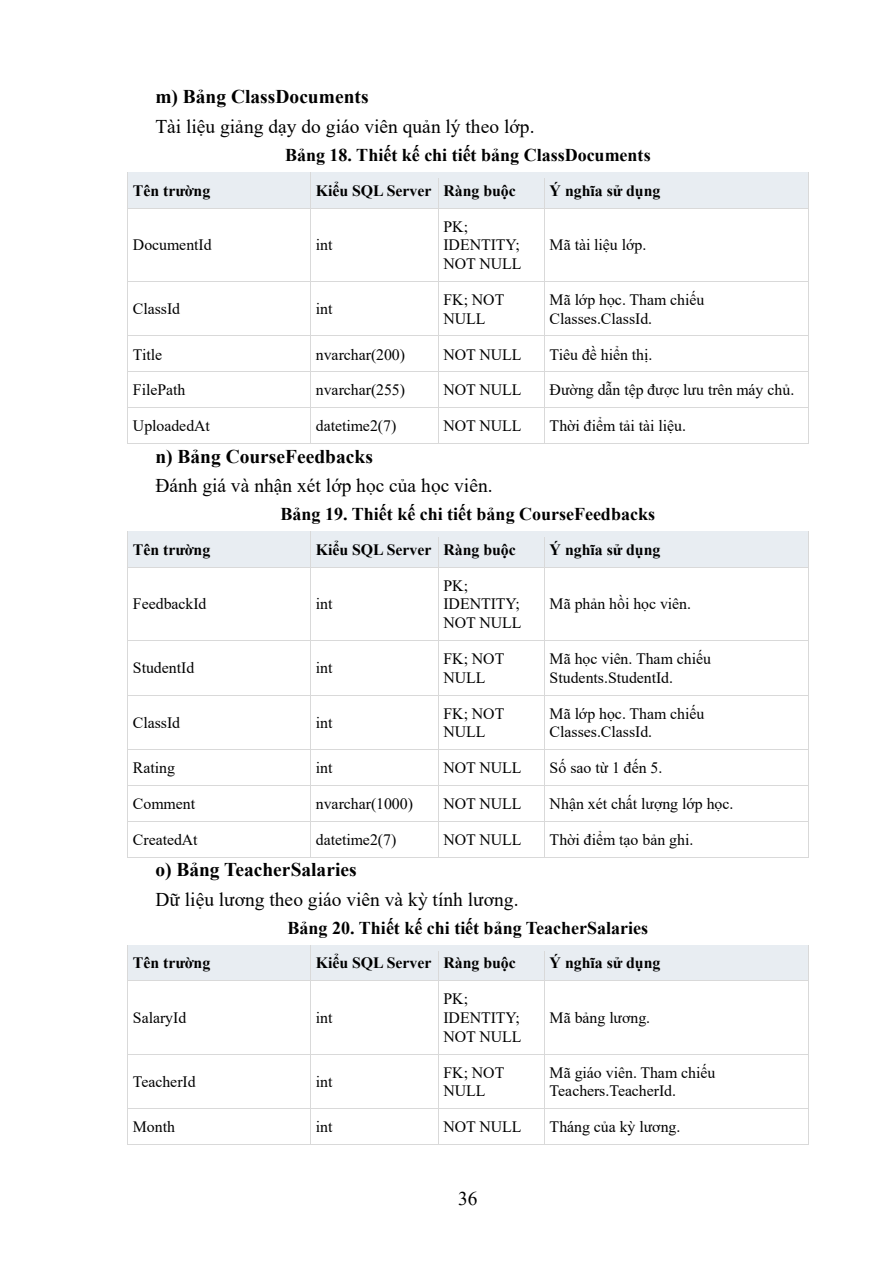 m) Bảng ClassDocuments
Tài liệu giảng dạy do giáo viên quản lý theo lớp.
Bảng 18. Thiết kế chi tiết bảng ClassDocuments
Tên trường Kiểu SQL Server Ràng buộc Ý nghĩa sử dụng
PK;
DocumentId int IDENTITY; Mã tài liệu lớp.
NOT NULL
FK; NOT Mã lớp học. Tham chiếu
ClassId int
NULL Classes.ClassId.
Title nvarchar(200) NOT NULL Tiêu đề hiển thị.
FilePath nvarchar(255) NOT NULL Đường dẫn tệp được lưu trên máy chủ.
UploadedAt datetime2(7) NOT NULL Thời điểm tải tài liệu.
n) Bảng CourseFeedbacks
Đánh giá và nhận xét lớp học của học viên.
Bảng 19. Thiết kế chi tiết bảng CourseFeedbacks
Tên trường Kiểu SQL Server Ràng buộc Ý nghĩa sử dụng
PK;
FeedbackId int IDENTITY; Mã phản hồi học viên.
NOT NULL
FK; NOT Mã học viên. Tham chiếu
StudentId int
NULL Students.StudentId.
FK; NOT Mã lớp học. Tham chiếu
ClassId int
NULL Classes.ClassId.
Rating int NOT NULL Số sao từ 1 đến 5.
Comment nvarchar(1000) NOT NULL Nhận xét chất lượng lớp học.
CreatedAt datetime2(7) NOT NULL Thời điểm tạo bản ghi.
o) Bảng TeacherSalaries
Dữ liệu lương theo giáo viên và kỳ tính lương.
Bảng 20. Thiết kế chi tiết bảng TeacherSalaries
Tên trường Kiểu SQL Server Ràng buộc Ý nghĩa sử dụng
PK;
SalaryId int IDENTITY; Mã bảng lương.
NOT NULL
FK; NOT Mã giáo viên. Tham chiếu
TeacherId int
NULL Teachers.TeacherId.
Month int NOT NULL Tháng của kỳ lương.
36